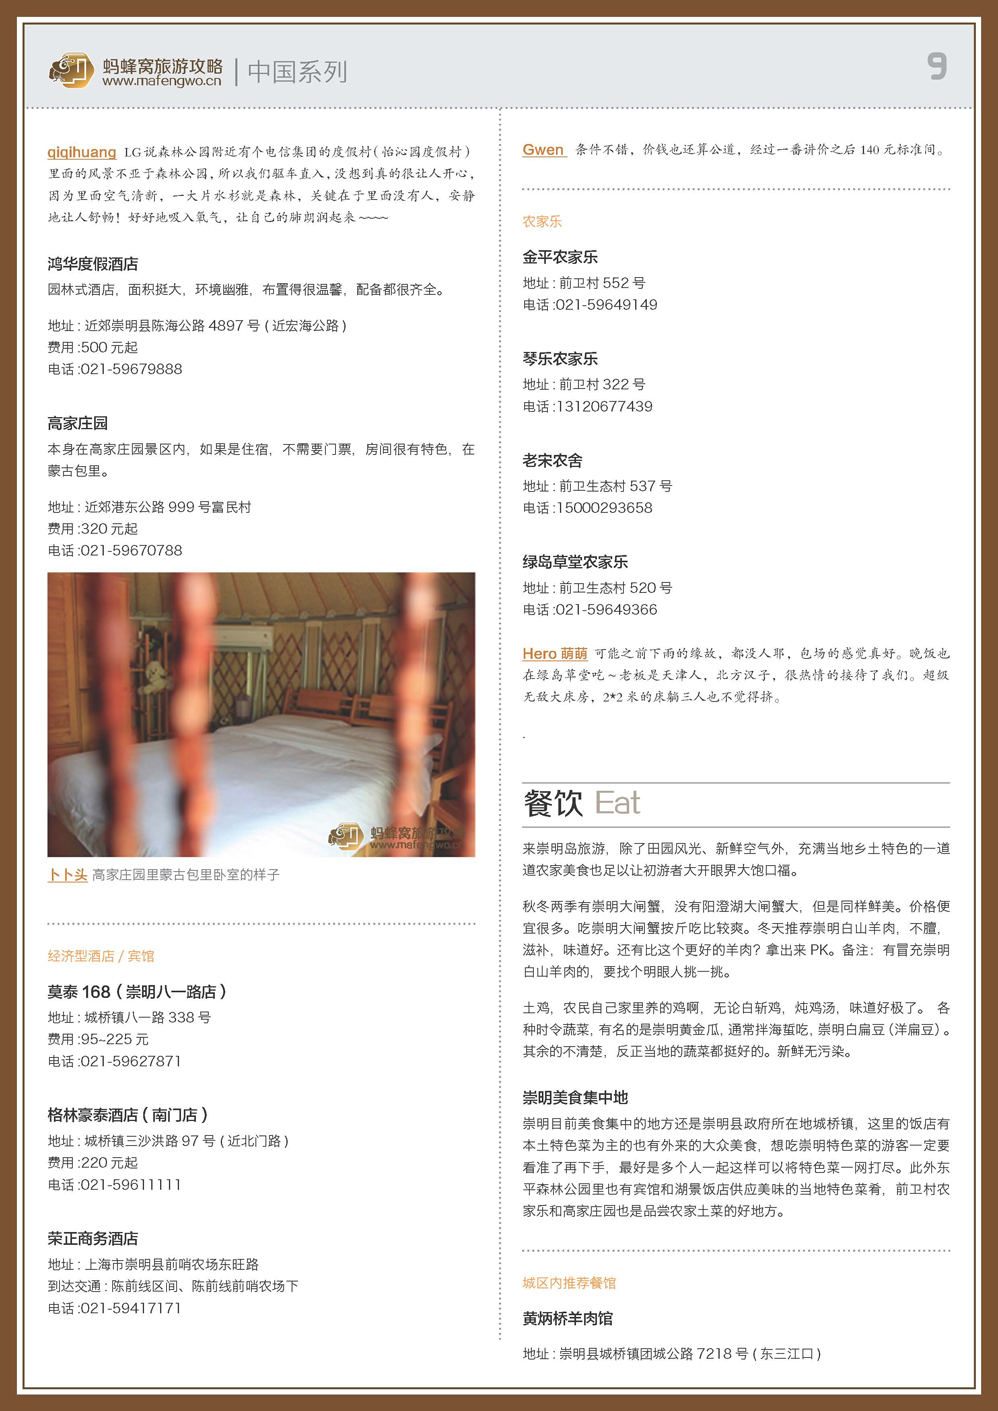 蚂蜂窝旅游攻略
www.mafengwo.cn
中国系列
9
qiqihuang LG说森林公园附近有个电信集团的度假村(怡沁园度假村)
里面的风景不亚于森林公园,所以我们驱车直入,没想到真的很让人开心,
因为里面空气清新,一大片水杉就是森林,关键在于里面没有人,安静
地让人舒畅!好好地吸入氧气,让自己的肺朗润起来~~~~
鸿华度假酒店
园林式酒店,面积挺大,环境幽雅,布置得很温馨,配备都很齐全。
地址:近郊崇明县陈海公路 4897 号(近宏海公路)
费用:500 元起
电话:021-59679888
高家庄园
本身在高家庄园景区内,如果是住宿,不需要门票,房间很有特色,在
蒙古包里。
地址:近郊港东公路 999 号富民村
费用:320 元起
电话:021-59670788
蚂蜂窝旅游攻略
www.mafengwo.cn
卜卜头 高家庄园里蒙古包里卧室的样子
经济型酒店 / 宾馆
莫泰 168(崇明八一路店)
地址:城桥镇八一路 338 号
费用:95~225 元
电话:021-59627871
格林豪泰酒店(南门店)
地址:城桥镇三沙洪路 97 号(近北门路)
费用:220 元起
电话:021-59611111
荣正商务酒店
地址:上海市崇明县前哨农场东旺路
到达交通:陈前线区间、陈前线前哨农场下
电话:021-59417171
Gwen 条件不错,价钱也还算公道,经过一番讲价之后 140 元标准间。
农家乐
金平农家乐
地址:前卫村 552 号
电话:021-59649149
琴乐农家乐
地址:前卫村 322 号
电话:13120677439
老宋农舍
地址:前卫生态村 537 号
电话:15000293658
绿岛草堂农家乐
地址:前卫生态村 520 号
电话:021-59649366
Hero 萌萌 可能之前下雨的缘故,都没人耶,包场的感觉真好。晚饭也
在绿岛草堂吃~老板是天津人,北方汉子,很热情的接待了我们。超级
无敌大床房,2*2 米的床躺三人也不觉得挤。
.
餐饮 Eat
来崇明岛旅游,除了田园风光、新鲜空气外,充满当地乡土特色的一道
道农家美食也足以让初游者大开眼界大饱口福。
秋冬两季有崇明大闸蟹,没有阳澄湖大闸蟹大,但是同样鲜美。价格便
宜很多。吃崇明大闸蟹按斤吃比较爽。冬天推荐崇明白山羊肉,不膻,
滋补,味道好。还有比这个更好的羊肉?拿出来 PK。备注:有冒充崇明
白山羊肉的,要找个明眼人挑一挑。
土鸡,农民自己家里养的鸡啊,无论白斩鸡,炖鸡汤,味道好极了。 各
种时令蔬菜,有名的是崇明黄金瓜,通常拌海蜇吃,崇明白扁豆(洋扁豆)。
其余的不清楚,反正当地的蔬菜都挺好的。新鲜无污染。
崇明美食集中地
崇明目前美食集中的地方还是崇明县政府所在地城桥镇,这里的饭店有
本土特色菜为主的也有外来的大众美食,想吃崇明特色菜的游客一定要
看准了再下手,最好是多个人一起这样可以将特色菜一网打尽。此外东
平森林公园里也有宾馆和湖景饭店供应美味的当地特色菜肴,前卫村农
家乐和高家庄园也是品尝农家土菜的好地方。
城区内推荐餐馆
黄炳桥羊肉馆
地址:崇明县城桥镇团城公路 7218 号(东三江口)